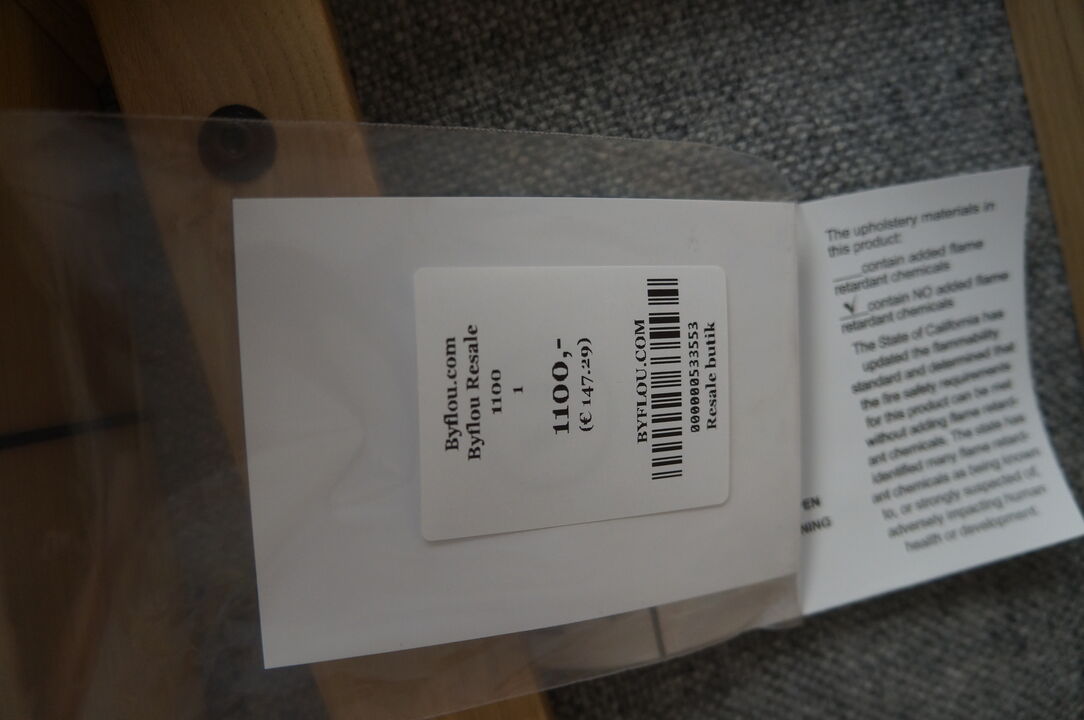 Byflou.com
Byflou Resale
1100
1
1100,-
(€ 147.29)
BYFLOU.COM
000000533553
Resale butik
The upholstery materials in
this product:
___contain added flame
retardant chemicals
_✓_contain NO added flame
retardant chemicals
The State of California has
updated the flammability
standard and determined that
the fire safety requirements
for this product can be met
without adding flame retard-
ant chemicals. The state has
identified many flame retard-
ant chemicals as being known
to, or strongly suspected of,
adversely impacting human
health or development.
EN
NING